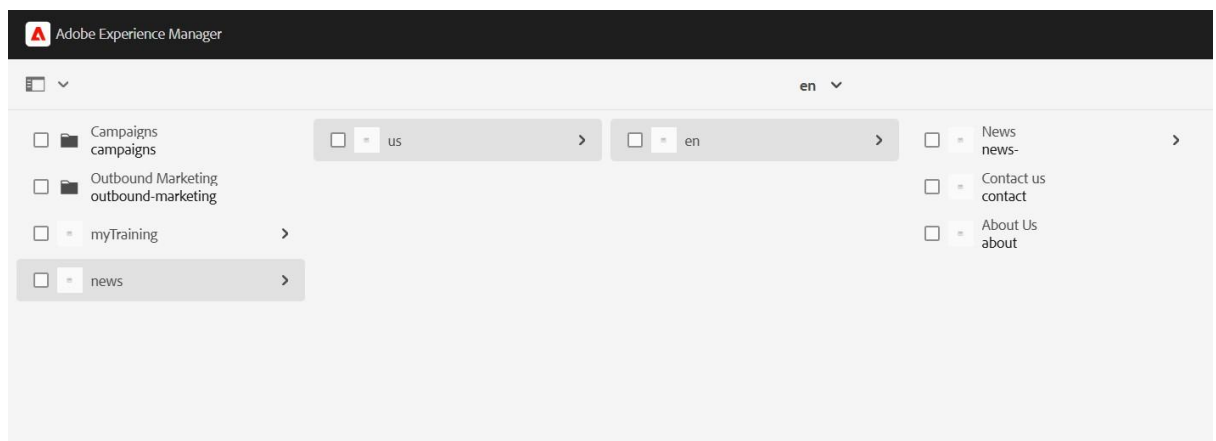 Adobe Experience Manager
en
Campaigns
campaigns
Outbound Marketing
outbound-marketing
myTraining
news
us
en
News
news-
Contact us
contact
About Us
about